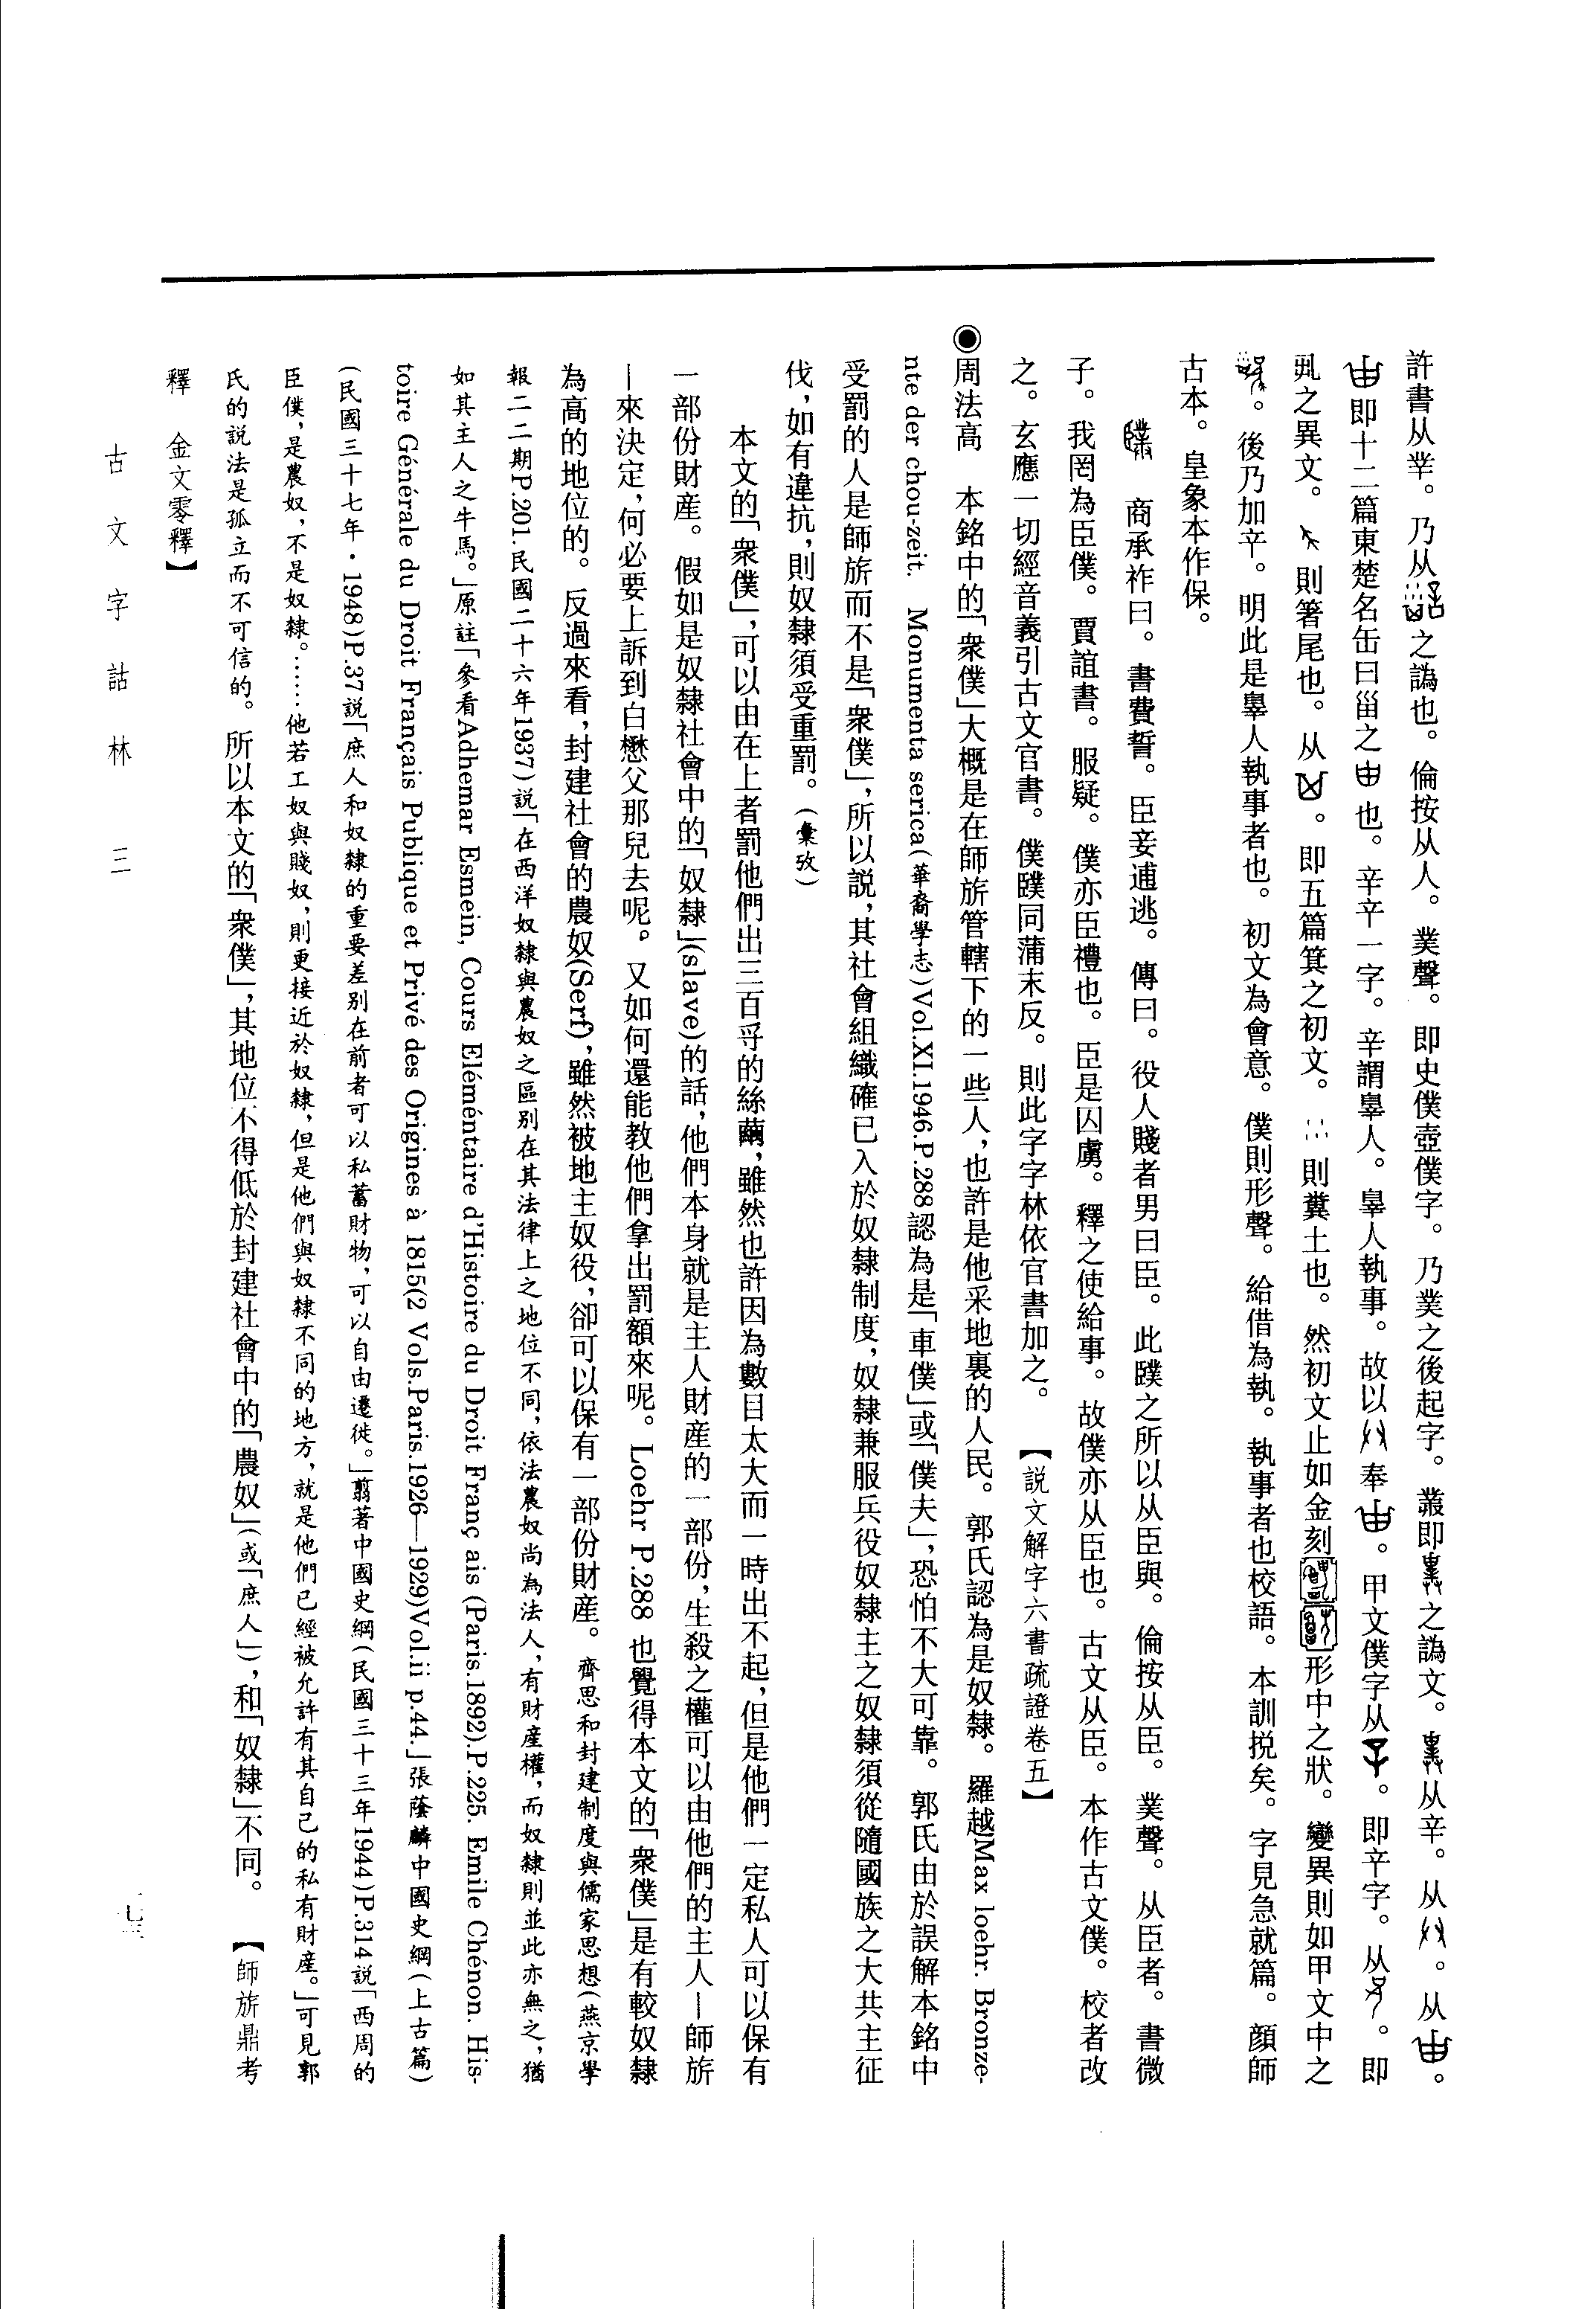 許書从丵。乃从之譌也。倫按从人。菐聲。即史僕壺僕字。乃菐之後起字。叢即之譌文。从辛。从。从。
即十二篇東楚名缶曰甾之也。辛䇂一字。辛謂辠人。辠人執事。故以奉。甲文僕字从。即䇂字。从。即
丮之異文。則箸尾也。从。即五篇箕之初文。則糞土也。然初文止如金刻形中之狀。變異則如甲文中之
。後乃加䇂。明此是辠人執事者也。初文為會意。僕則形聲。給借為執。執事者也校語。本訓挩矣。字見急就篇。顏師
古本。皇象本作保。
商承祚曰。書費誓。臣妾逋逃。傳曰。役人賤者男曰臣。此䑑之所以从臣與。倫按从臣。菐聲。从臣者。書微
子。我罔為臣僕。賈誼書。服疑。僕亦臣禮也。臣是囚虜。釋之使給事。故僕亦从臣也。古文从臣。本作古文僕。校者改
之。玄應一切經音義引古文官書。僕䑑同蒲末反。則此字字林依官書加之。【説文解字六書疏證卷五】
◉周法高　本銘中的「衆僕」大概是在師旂管轄下的一些人，也許是他采地裏的人民。郭氏認為是奴隸。羅越Max loehr. Bronze-
nte der chou-zeit. Monumenta serica(華裔學志)Vol.XI.1946.P.288認為是「車僕」或「僕夫」，恐怕不大可靠。郭氏由於誤解本銘中
受罰的人是師旂而不是「衆僕」，所以説，其社會組織確已入於奴隸制度，奴隸兼服兵役奴隸主之奴隸須從隨國族之大共主征
伐，如有違抗，則奴隸須受重罰。(彙攷)
本文的「衆僕」，可以由在上者罰他們出三百寽的絲𦆯，雖然也許因為數目太大而一時出不起，但是他們一定私人可以保有
一部份財産。假如是奴隸社會中的「奴隸」(slave)的話，他們本身就是主人財産的一部份，生殺之權可以由他們的主人—師旂
—來決定，何必要上訴到白懋父那兒去呢。又如何還能教他們拿出罰額來呢。Loehr P.288 也覺得本文的「衆僕」是有較奴隸
為高的地位的。反過來看，封建社會的農奴(Serf)，雖然被地主奴役，卻可以保有一部份財産。齊思和封建制度與儒家思想(燕京學
報二二期P.201.民國二十六年1937)説「在西洋奴隸與農奴之區别在其法律上之地位不同，依法農奴尚為法人，有財産權，而奴隸則並此亦無之，猶
如其主人之牛馬。」原註「參看Adhemar Esmein, Cours Eléméntaire d'Histoire du Droit Franç ais (Paris.1892).P.225. Emile Chénon. His-
toire Générale du Droit Français Publique et Privé des Origines à 1815(2 Vols.Paris.1926—1929)Vol.ii p.44.」張蔭麟中國史綱(上古篇)
(民國三十七年·1948)P.37説「庶人和奴隸的重要差别在前者可以私蓄財物，可以自由遷徙。」翦著中國史綱(民國三十三年1944)P.314説「西周的
臣僕，是農奴，不是奴隸。……他若工奴與賤奴，則更接近於奴隸，但是他們與奴隸不同的地方，就是他們已經被允許有其自己的私有財産。」可見郭
氏的説法是孤立而不可信的。所以本文的「衆僕」，其地位不得低於封建社會中的「農奴」(或「庶人」)，和「奴隸」不同。【師旂鼎考
釋　金文零釋】
古文字詁林　三